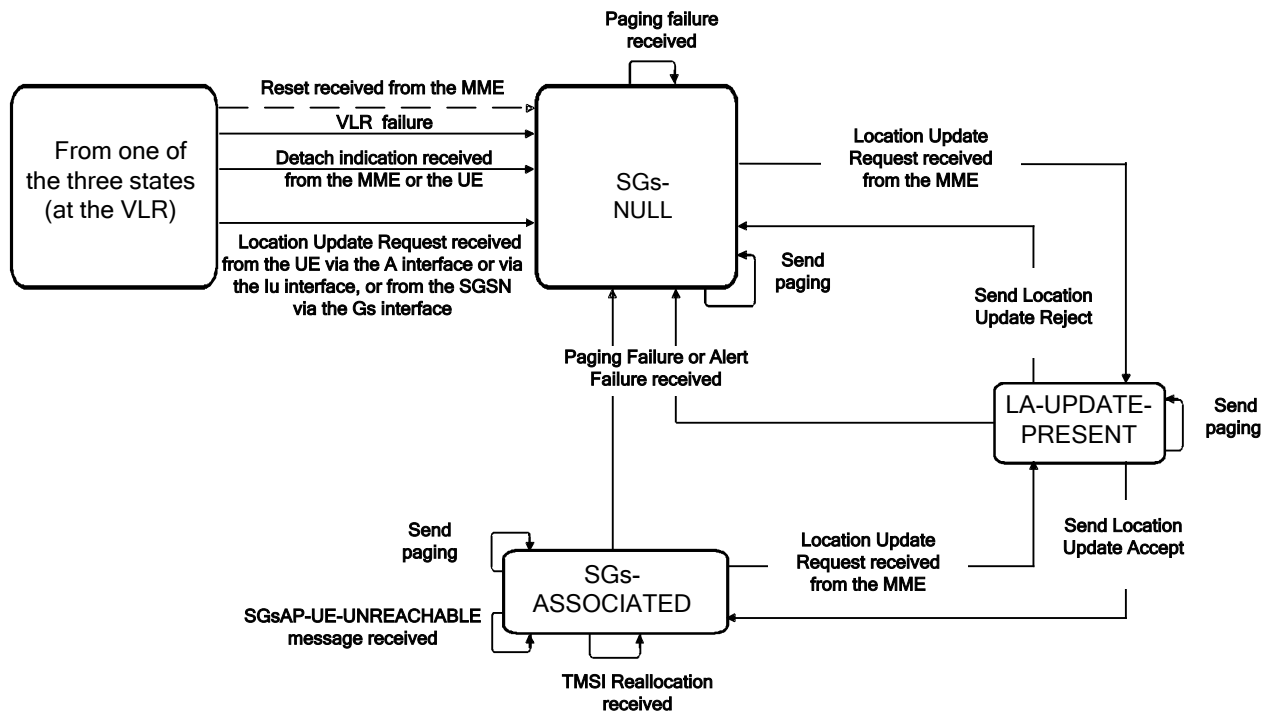 Paging failure
received
Reset received from the MME
VLR failure
Detach indication received
from the MME or the UE
From one of
the three states
(at the VLR)
Location Update Request received
from the UE via the A interface or via
the Iu interface, or from the SGSN
via the Gs interface
SGs-
NULL
Location Update
Request received
from the MME
Send
paging
Send Location
Update Reject
Paging Failure or Alert
Failure received
LA-UPDATE-
PRESENT
Send
paging
Send
paging
SGs-
ASSOCIATED
Location Update
Request received
from the MME
Send Location
Update Accept
SGsAP-UE-UNREACHABLE
message received
TMSI Reallocation
received